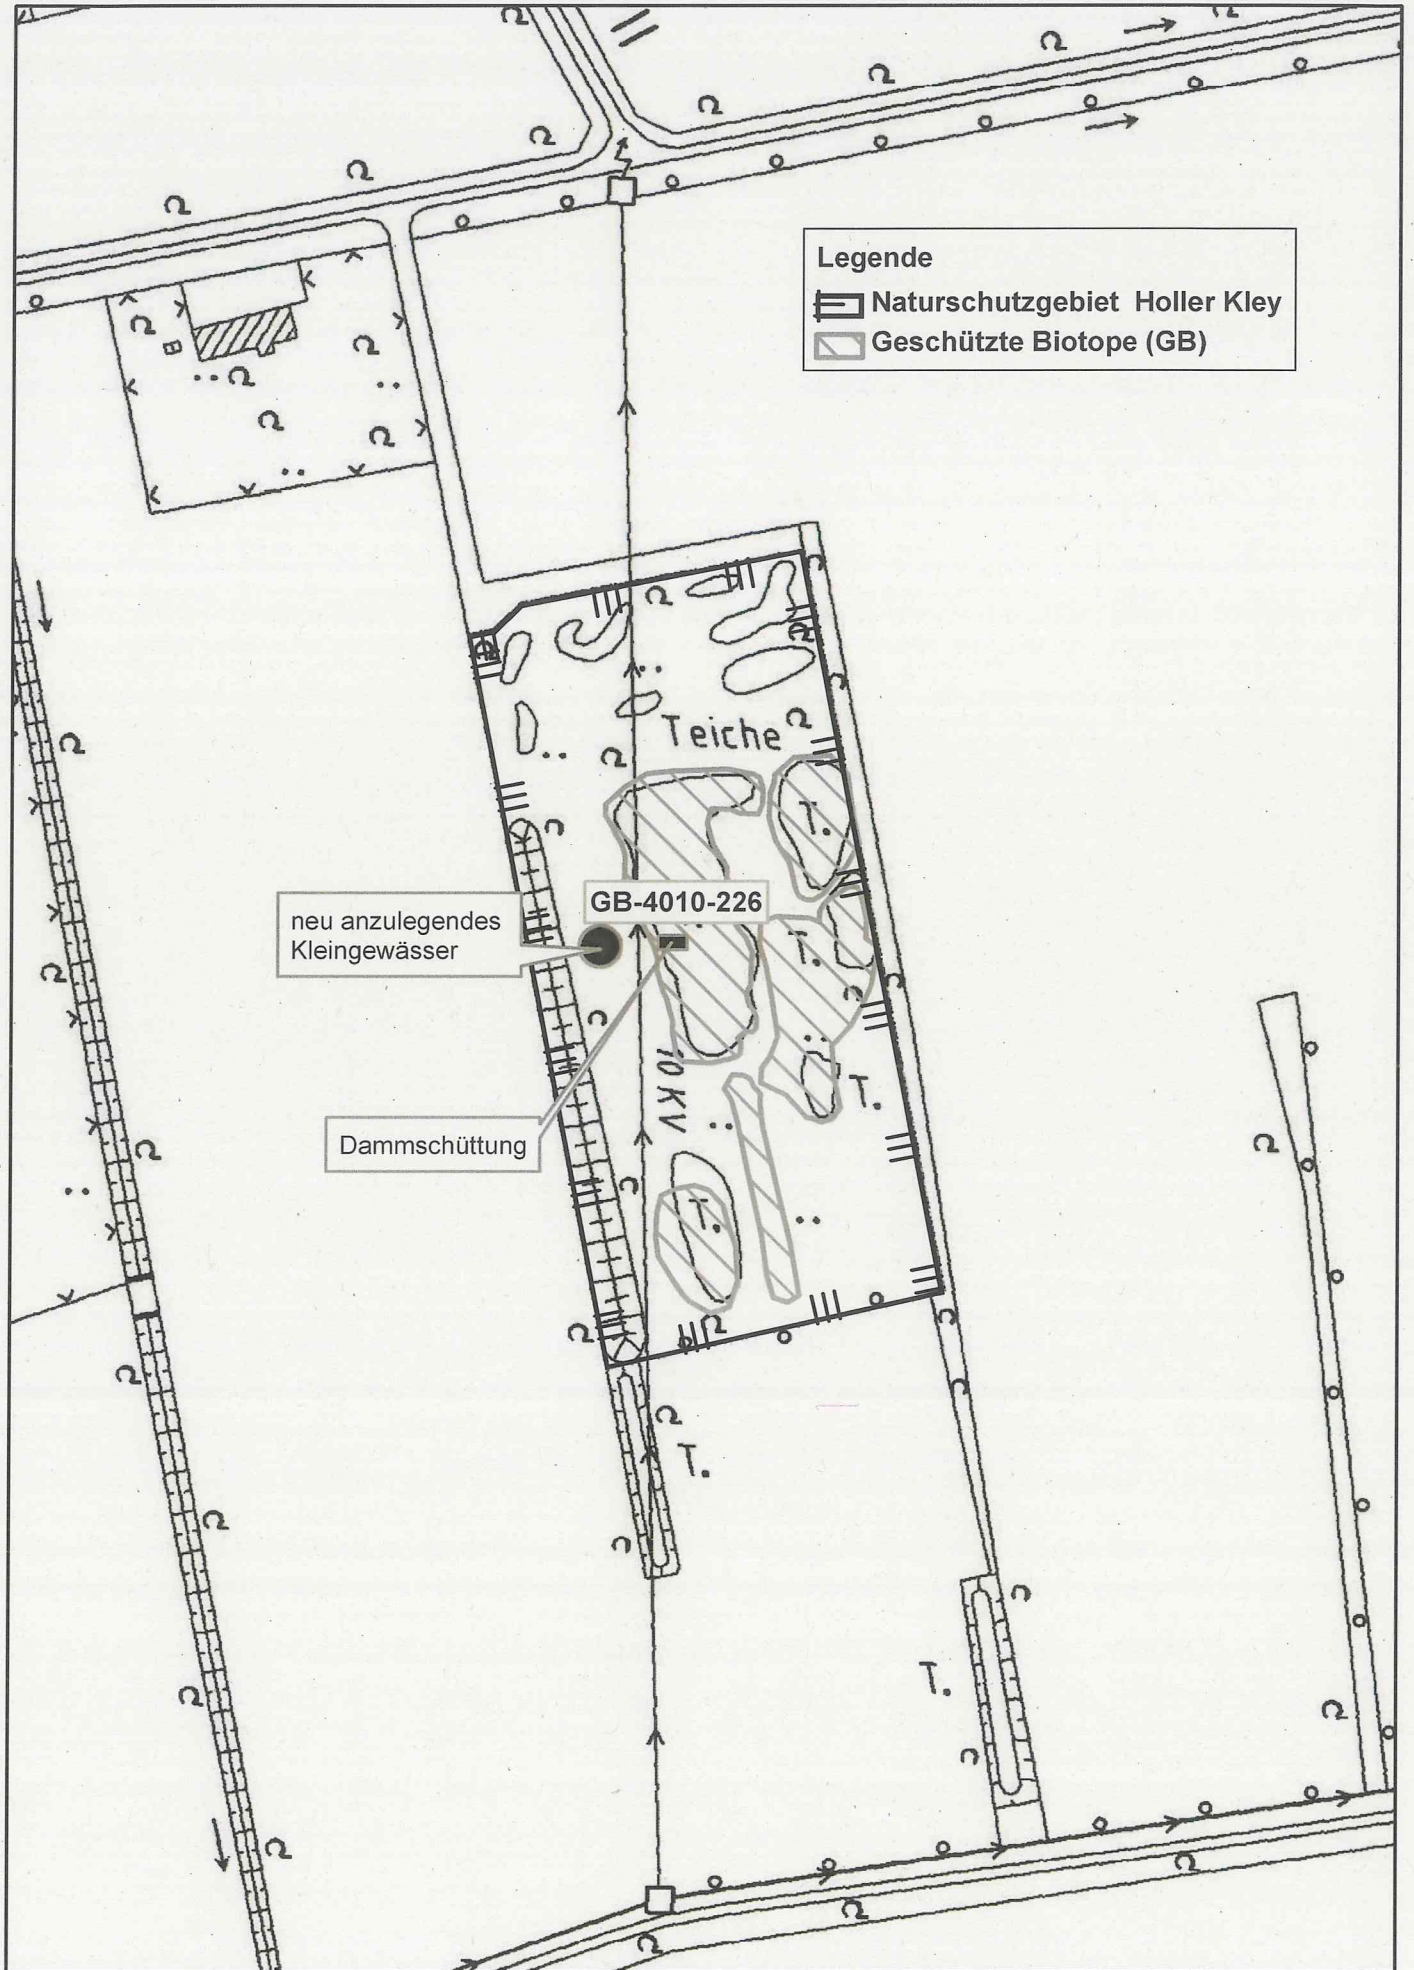 Legende
Naturschutzgebiet Holler Kley
Geschützte Biotope (GB)
Teiche
T.
GB-4010-226
neu anzulegendes
Kleingewässer
T.
10 KV
T.
Dammschüttung
T.
T.
T.